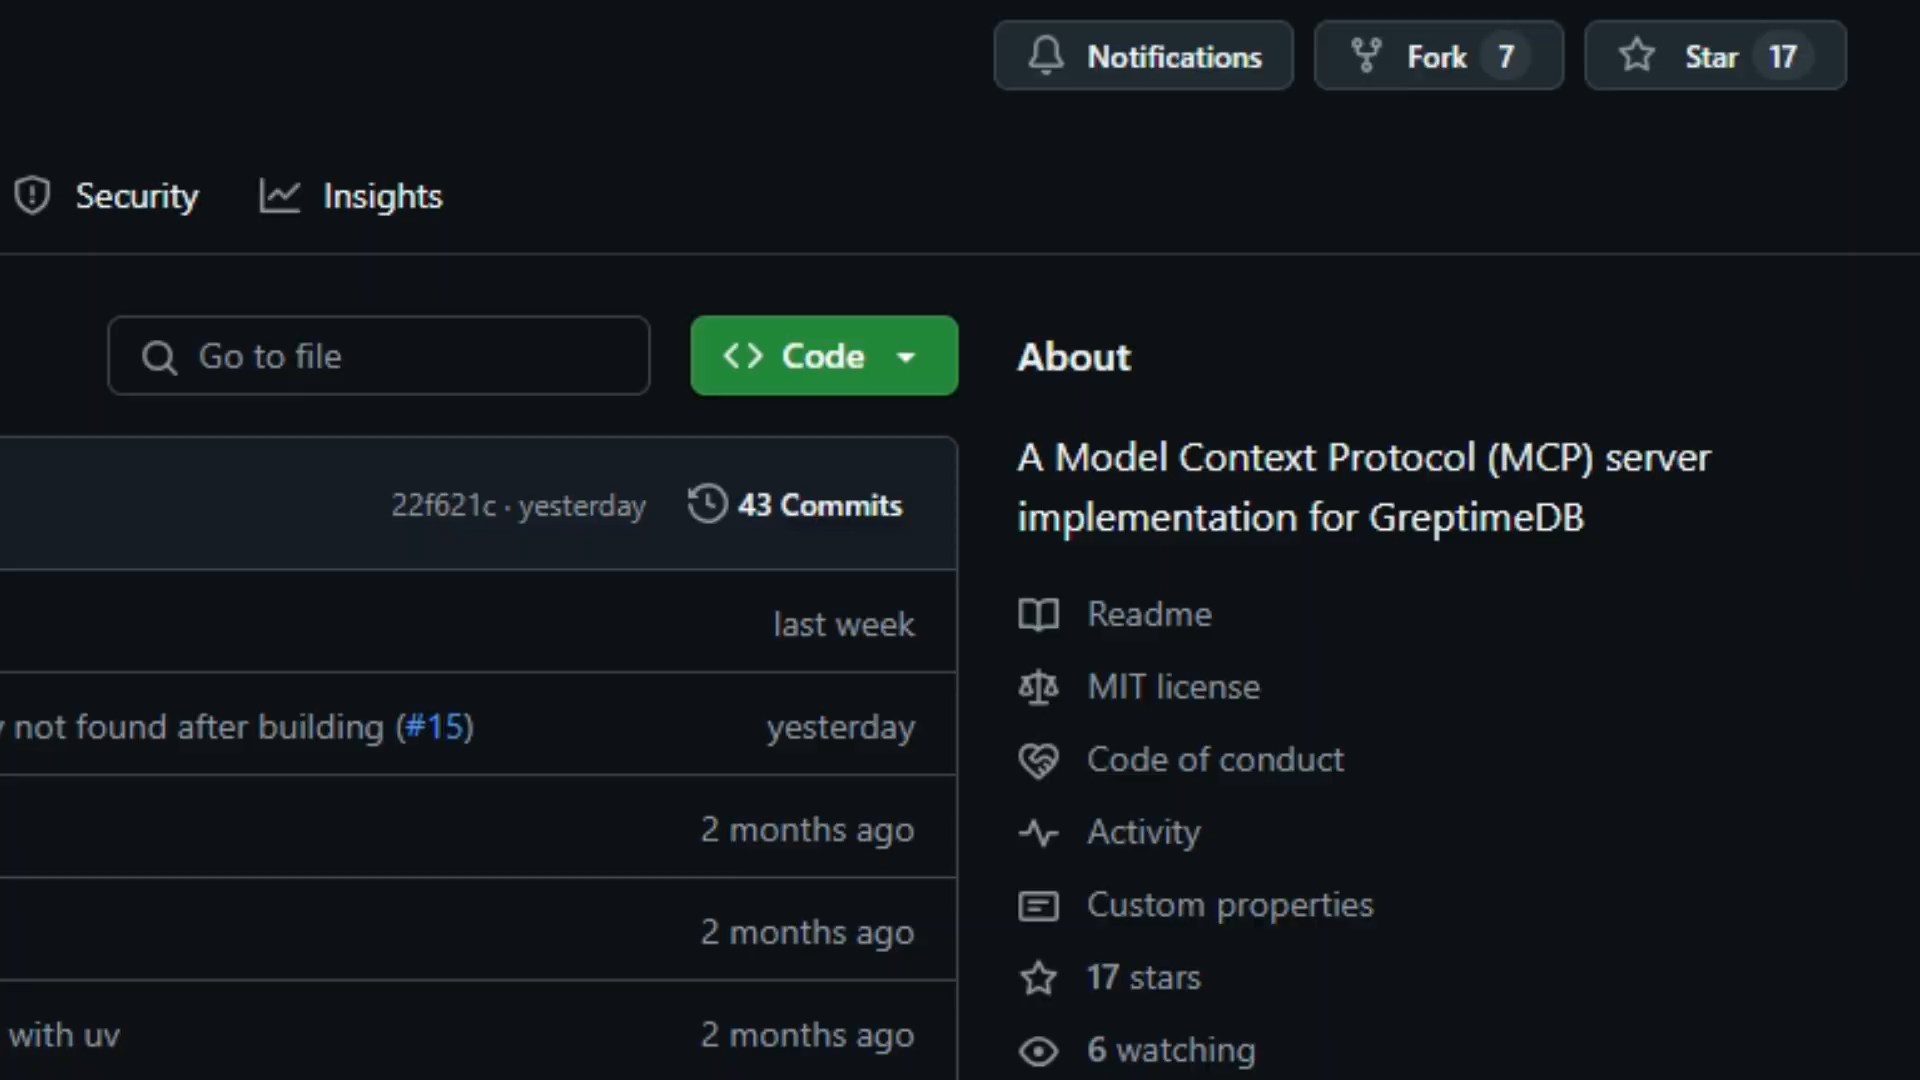 Notifications
Fork 7
Star 17
Security
Insights
Go to file
Code
22f621c · yesterday
43 Commits
last week
not found after building (#15)
yesterday
2 months ago
2 months ago
with uv
2 months ago
About
A Model Context Protocol (MCP) server
implementation for GreptimeDB
Readme
MIT license
Code of conduct
Activity
Custom properties
17 stars
6 watching